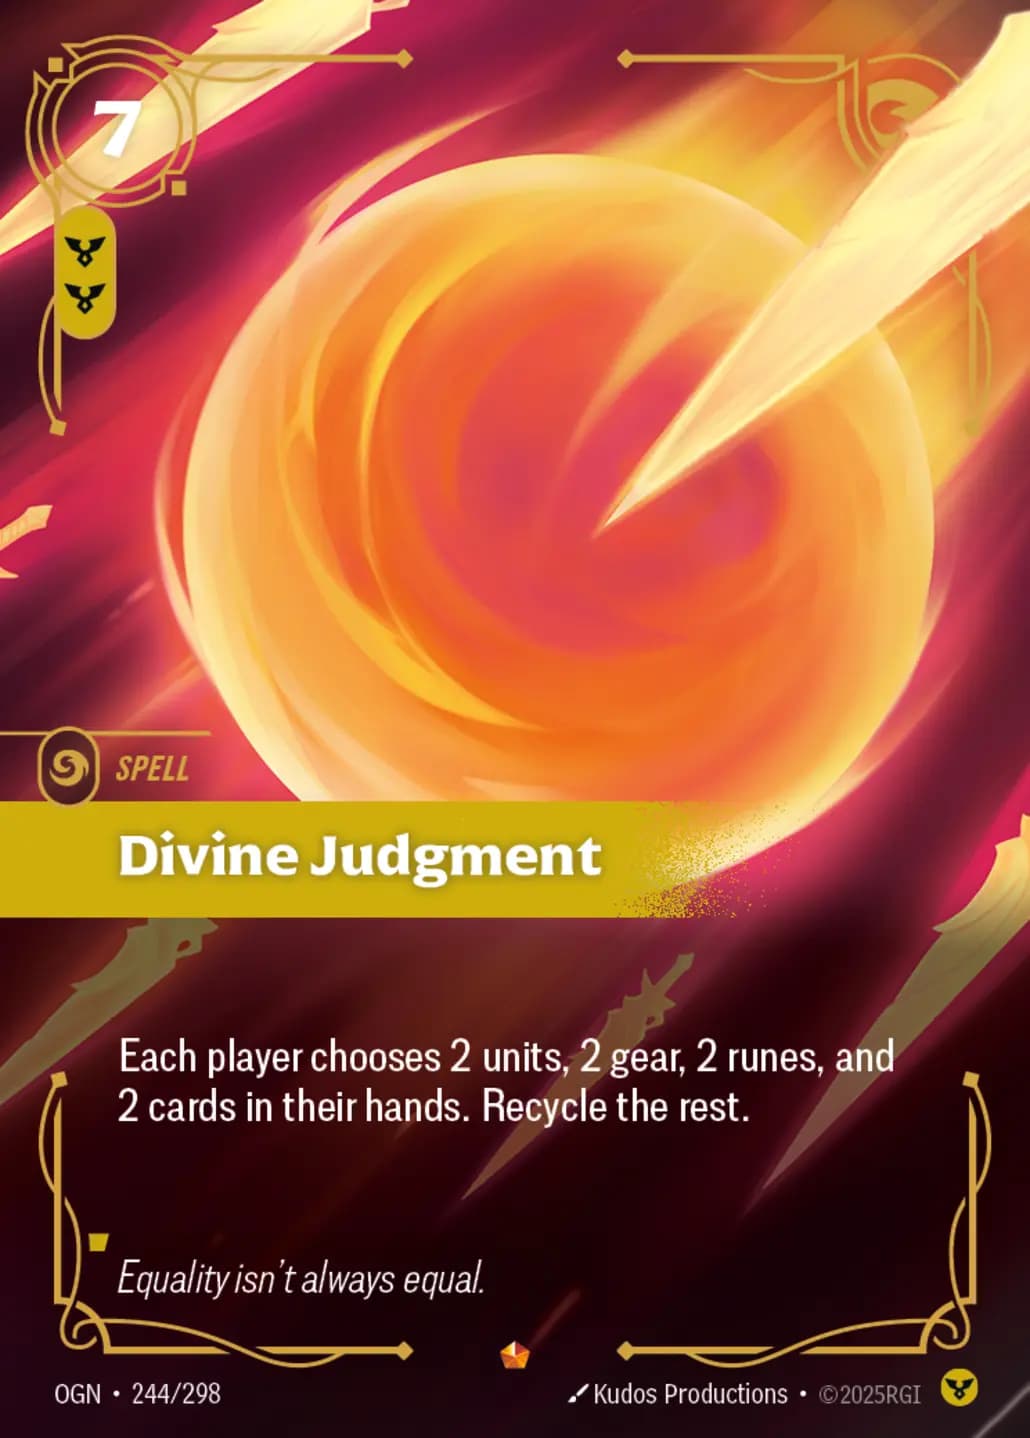 7
SPELL
Divine Judgment
Each player chooses 2 units, 2 gear, 2 runes, and
2 cards in their hands. Recycle the rest.
Equality isn't always equal.
OGN • 244/298
Kudos Productions • ©2025RGI